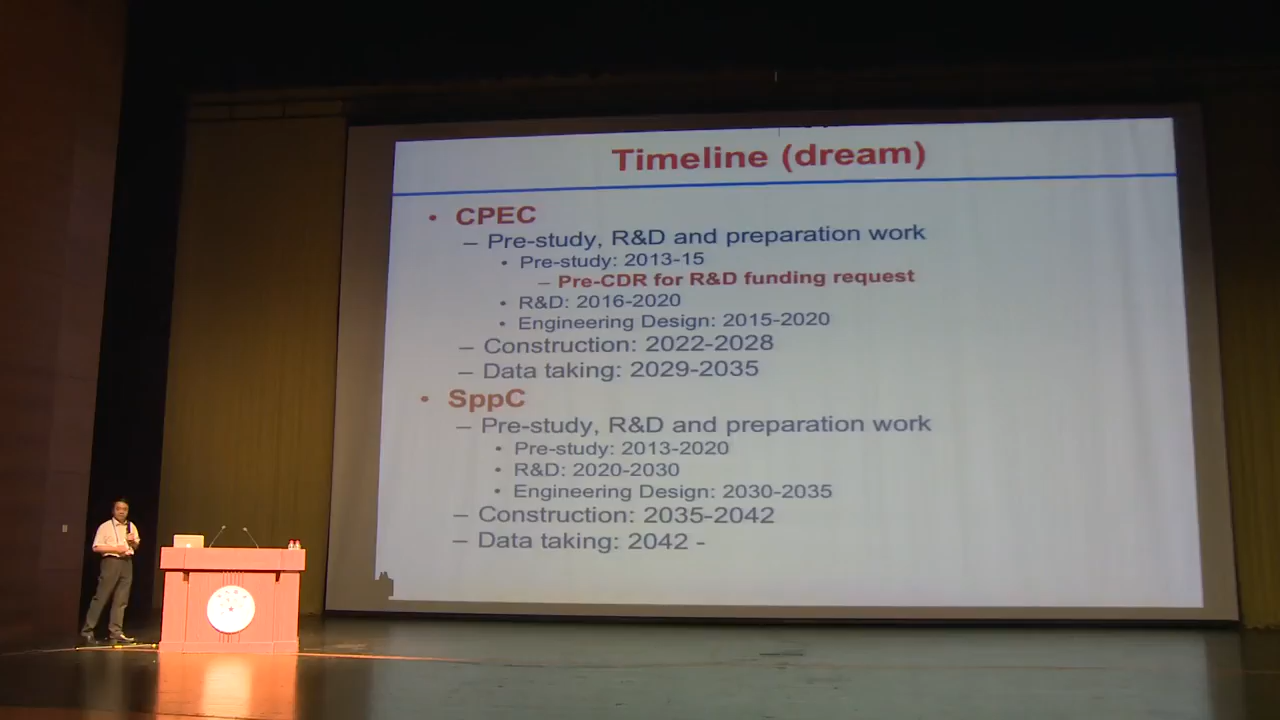 Timeline (dream)
• CPEC
– Pre-study, R&D and preparation work
• Pre-study: 2013-15
– Pre-CDR for R&D funding request
• R&D: 2016-2020
• Engineering Design: 2015-2020
– Construction: 2022-2028
– Data taking: 2029-2035
• SppC
– Pre-study, R&D and preparation work
• Pre-study: 2013-2020
• R&D: 2020-2030
• Engineering Design: 2030-2035
– Construction: 2035-2042
– Data taking: 2042 -